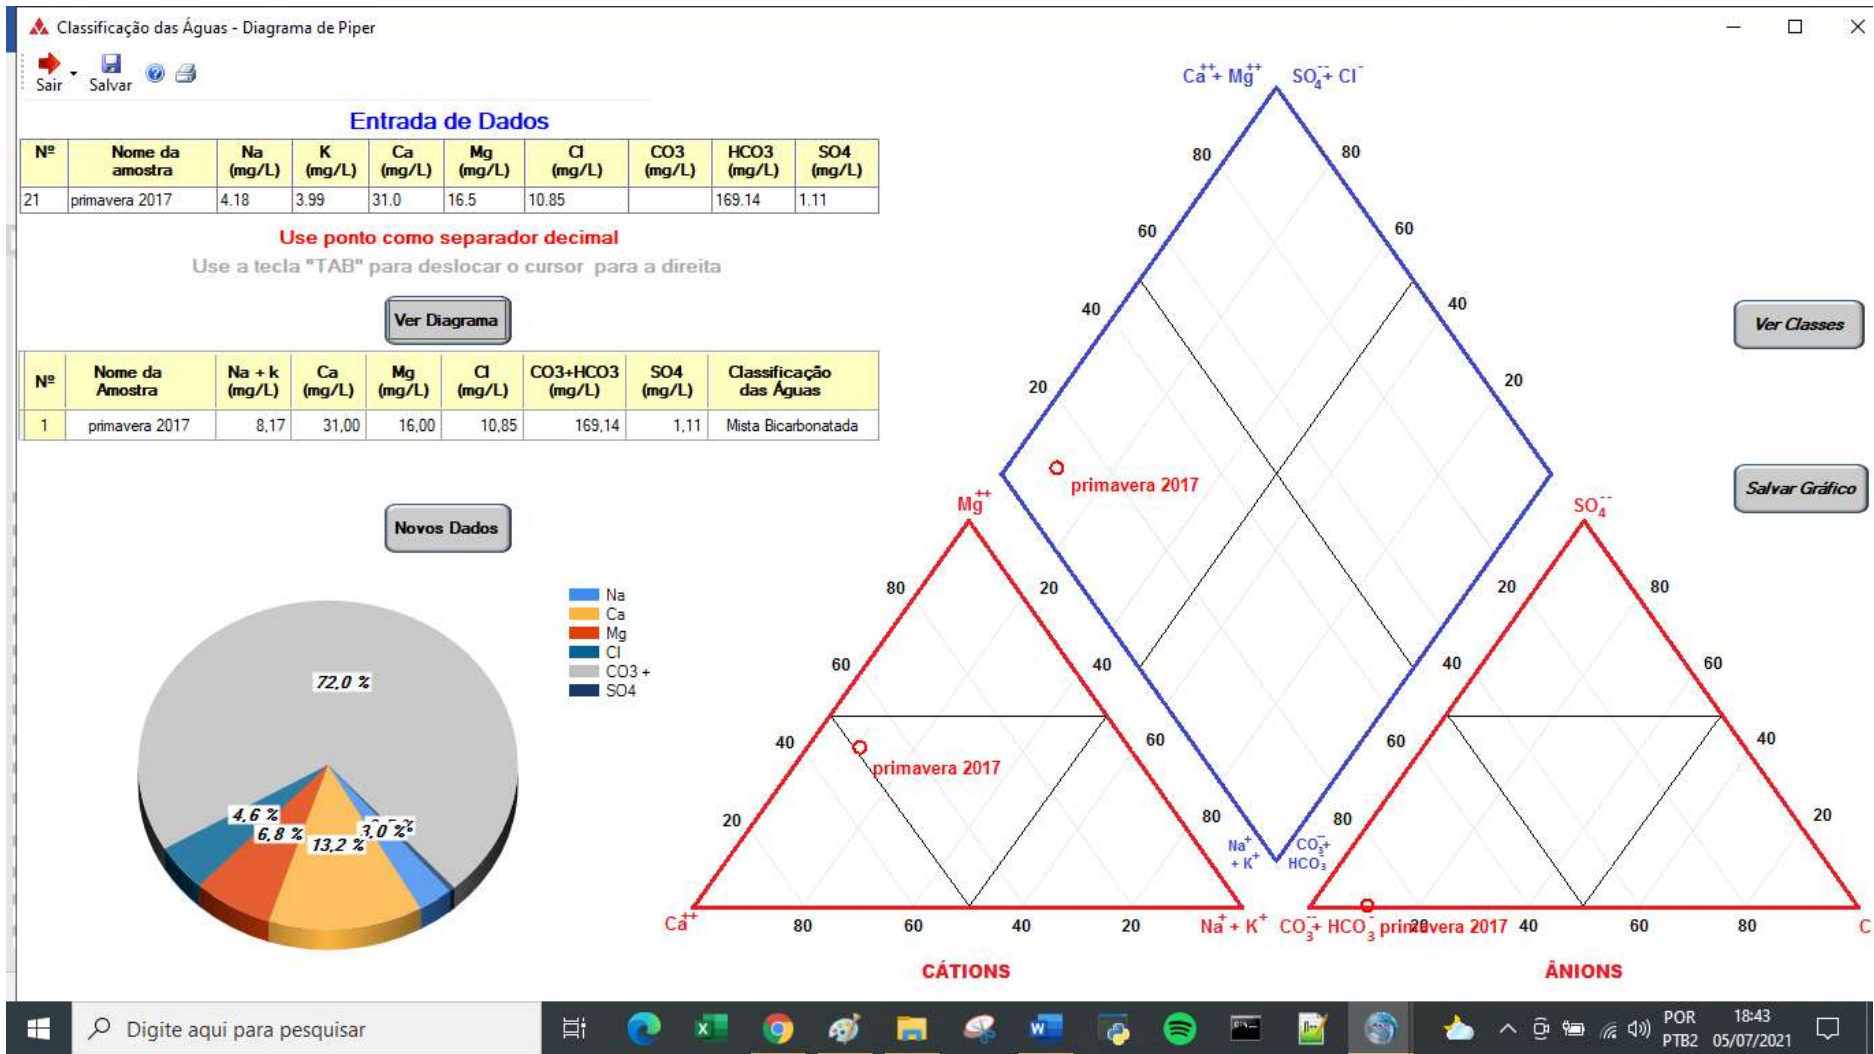 Classificação das Águas - Diagrama de Piper
Sair Salvar
Entrada de Dados
Nº Nome da amostra Na (mg/L) K (mg/L) Ca (mg/L) Mg (mg/L) Cl (mg/L) CO3 (mg/L) HCO3 (mg/L) SO4 (mg/L)
21 primavera 2017 4.18 3.99 31.0 16.5 10.85 169.14 1.11
Use ponto como separador decimal
Use a tecla "TAB" para deslocar o cursor para a direita
Ver Diagrama
Nº Nome da Amostra Na + k (mg/L) Ca (mg/L) Mg (mg/L) Cl (mg/L) CO3+HCO3 (mg/L) SO4 (mg/L) Classificação das Águas
1 primavera 2017 8,17 31,00 16,00 10,85 169,14 1,11 Mista Bicarbonatada
Novos Dados
Na
Ca
Mg
Cl
CO3 +
SO4
72,0 %
4,6 %
6,8 %
13,2 %
3,0 %
Ca++ + Mg++ SO4-- + Cl-
80 80
60 60
40 40
20 20
primavera 2017
Na+ + K+ CO3-- + HCO3-
Ver Classes
Salvar Gráfico
Mg++
80 20
60 40
40 60
primavera 2017
20 80
Ca++ Na+ + K+
80 60 40 20
CÁTIONS
SO4--
20 80
40 60
60 40
80 20
CO3-- + HCO3- primavera 2017 C
20 40 60 80
ÂNIONS
Digite aqui para pesquisar
POR
PTB2
18:43
05/07/2021